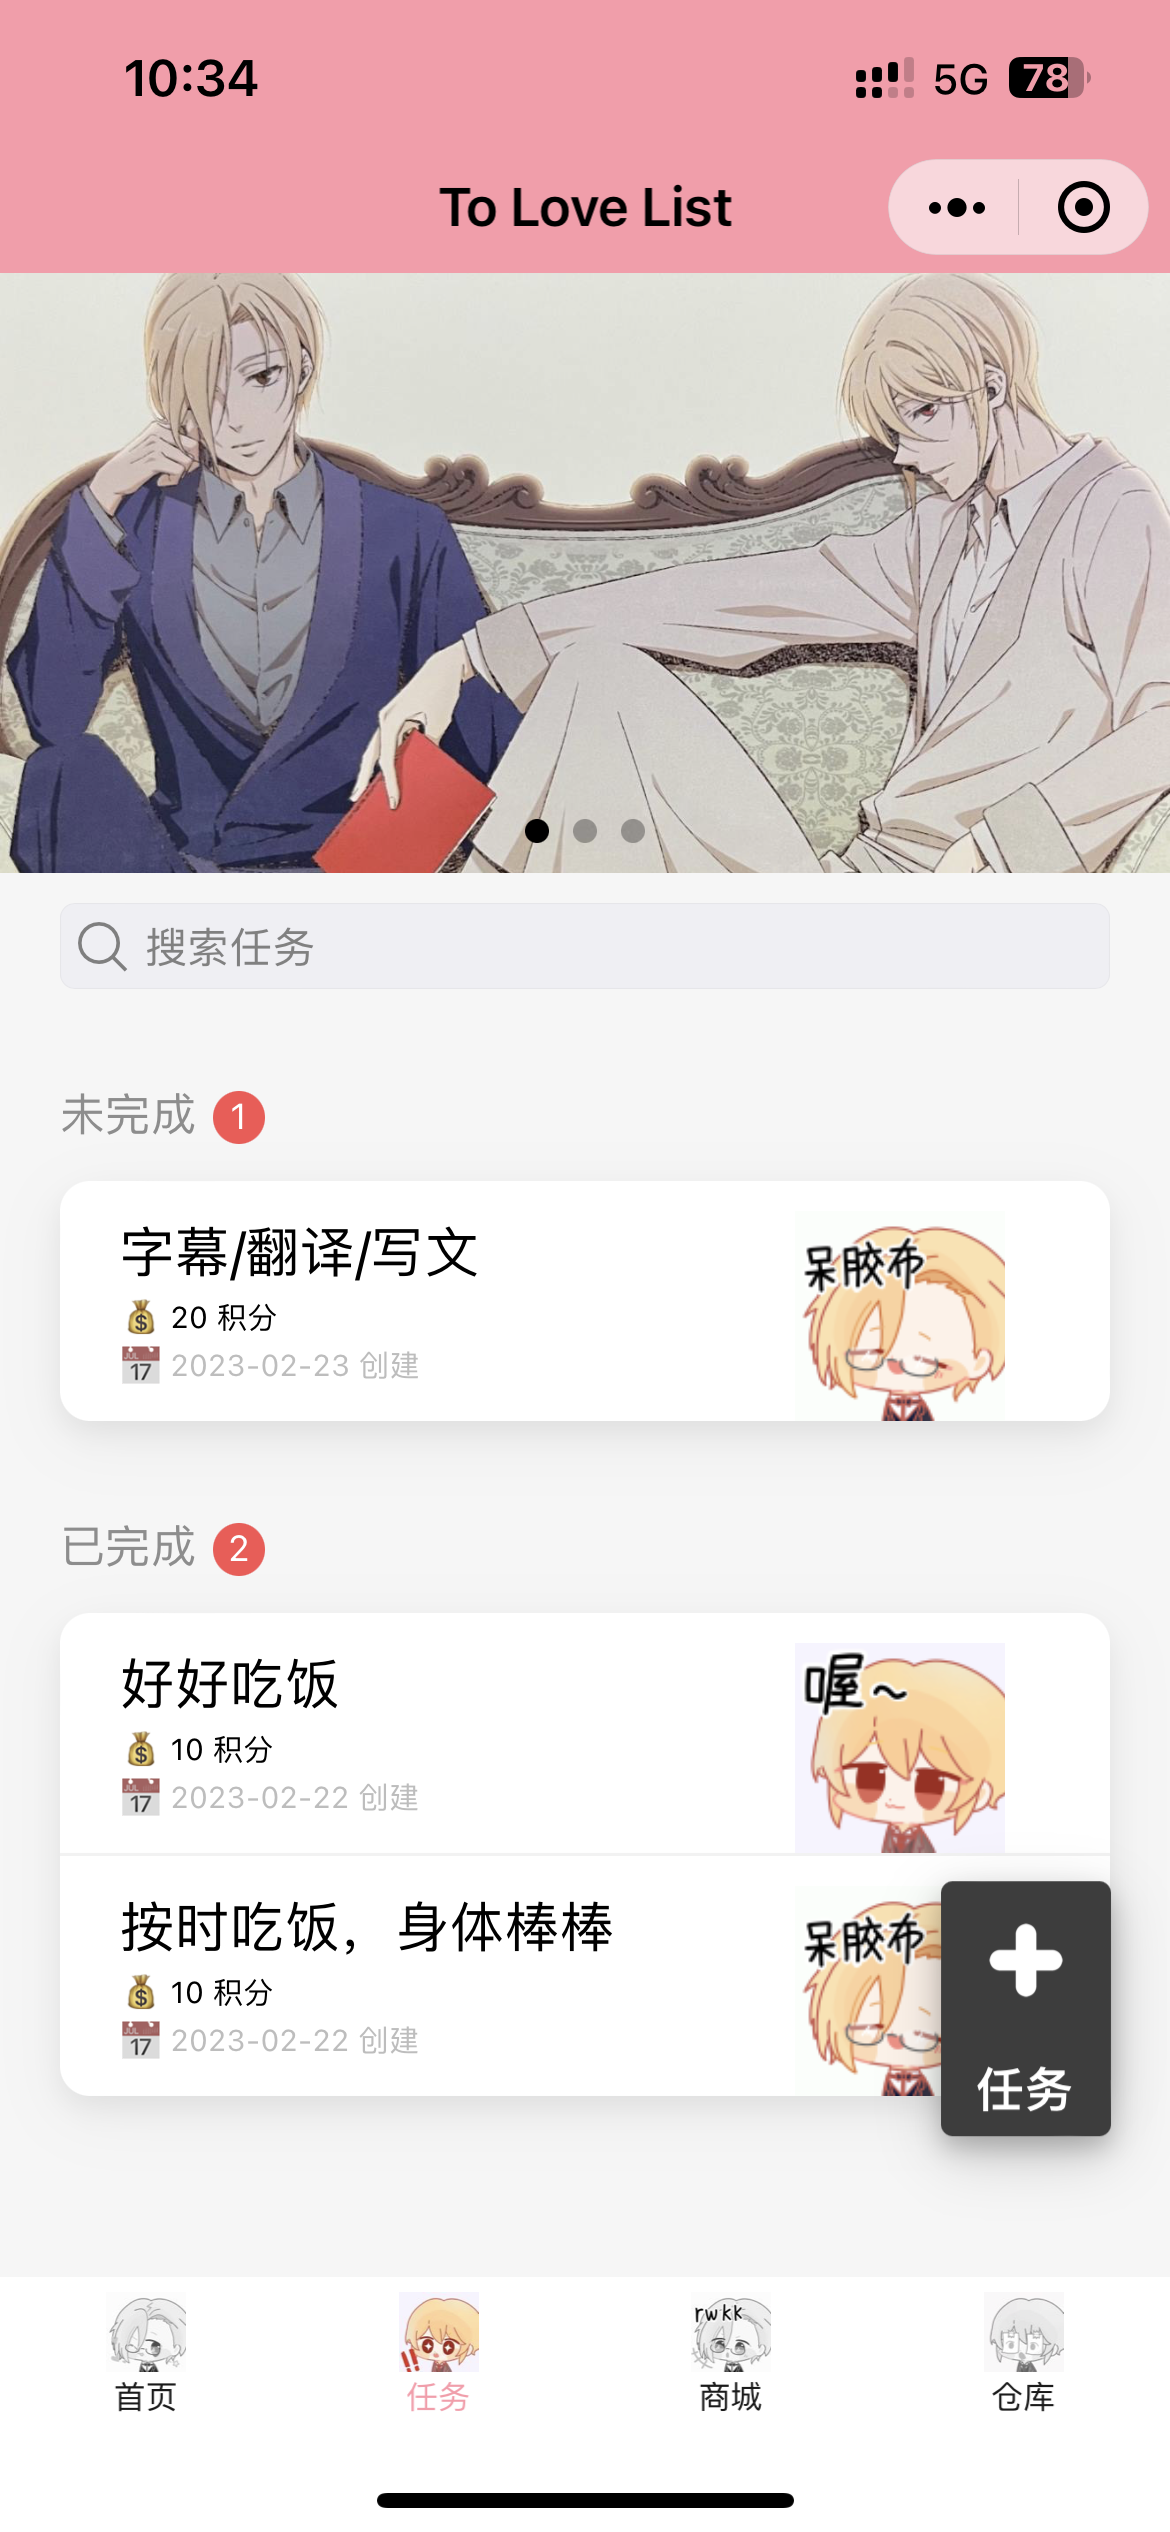 10:34
5G 78
To Love List
搜索任务
未完成 1
字幕/翻译/写文
呆胶布
20 积分
JUL 17 2023-02-23 创建
已完成 2
好好吃饭
喔~
10 积分
JUL 17 2023-02-22 创建
按时吃饭，身体棒棒
呆胶布
10 积分
JUL 17 2023-02-22 创建
任务
rwkk
首页 任务 商城 仓库